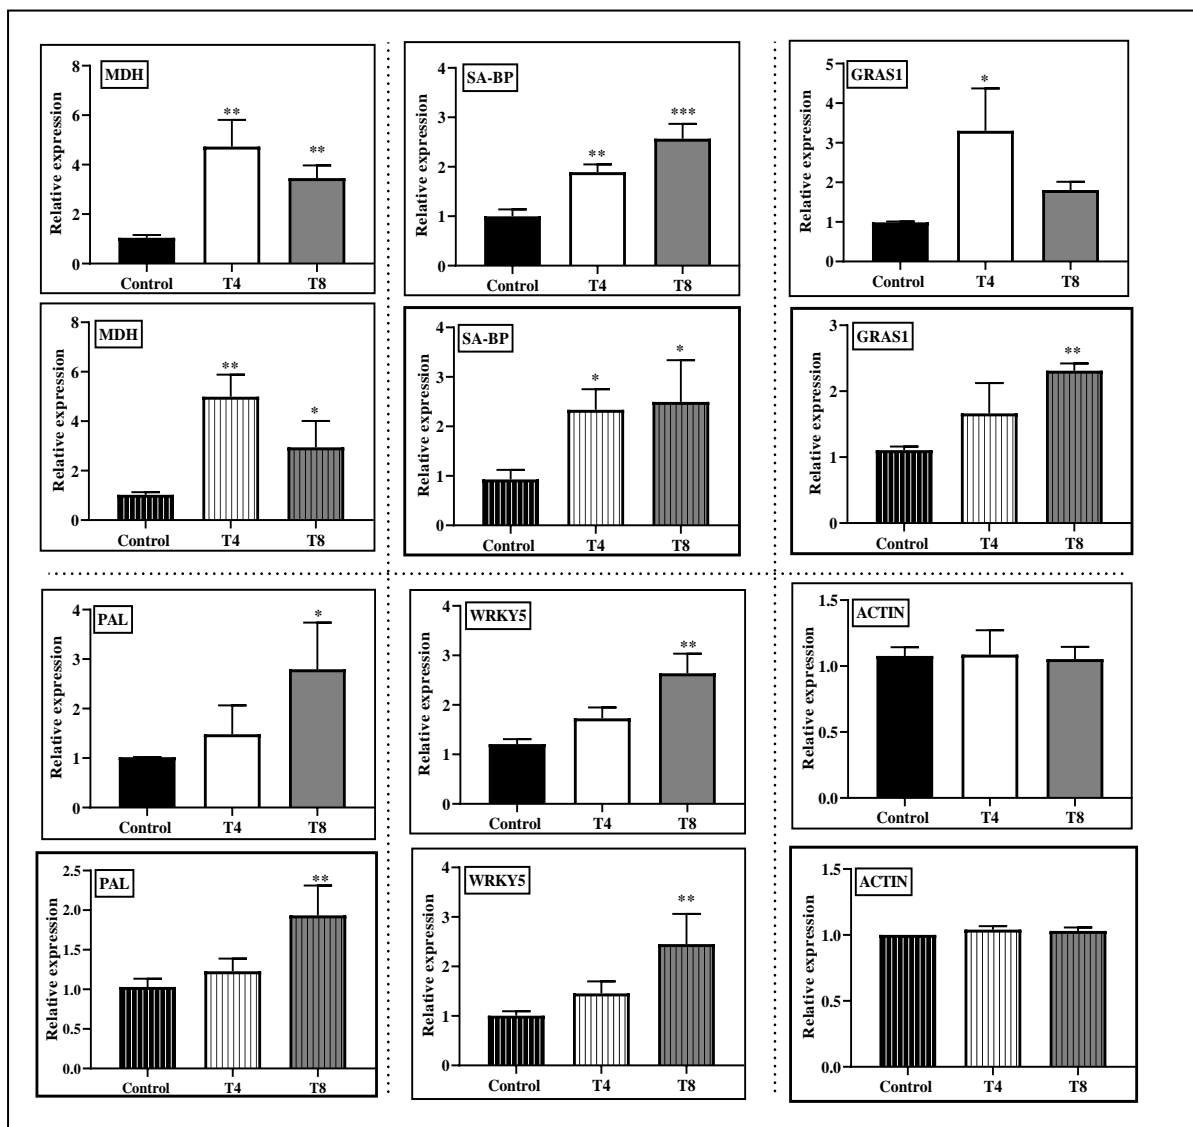 MDH
Relative expression
8
6
4
2
0
**
**
Control T4 T8
SA-BP
Relative expression
4
3
2
1
0
**
***
Control T4 T8
GRAS1
Relative expression
5
4
3
2
1
0
*
Control T4 T8
MDH
Relative expression
8
6
4
2
0
**
*
Control T4 T8
SA-BP
Relative expression
4
3
2
1
0
*
*
Control T4 T8
GRAS1
Relative expression
3
2
1
0
**
Control T4 T8
PAL
Relative expression
4
3
2
1
0
*
Control T4 T8
WRKY5
Relative expression
4
3
2
1
0
**
Control T4 T8
ACTIN
Relative expression
1.5
1.0
0.5
0.0
Control T4 T8
PAL
Relative expression
2.5
2.0
1.5
1.0
0.5
0.0
**
Control T4 T8
WRKY5
Relative expression
4
3
2
1
0
**
Control T4 T8
ACTIN
Relative expression
1.5
1.0
0.5
0.0
Control T4 T8